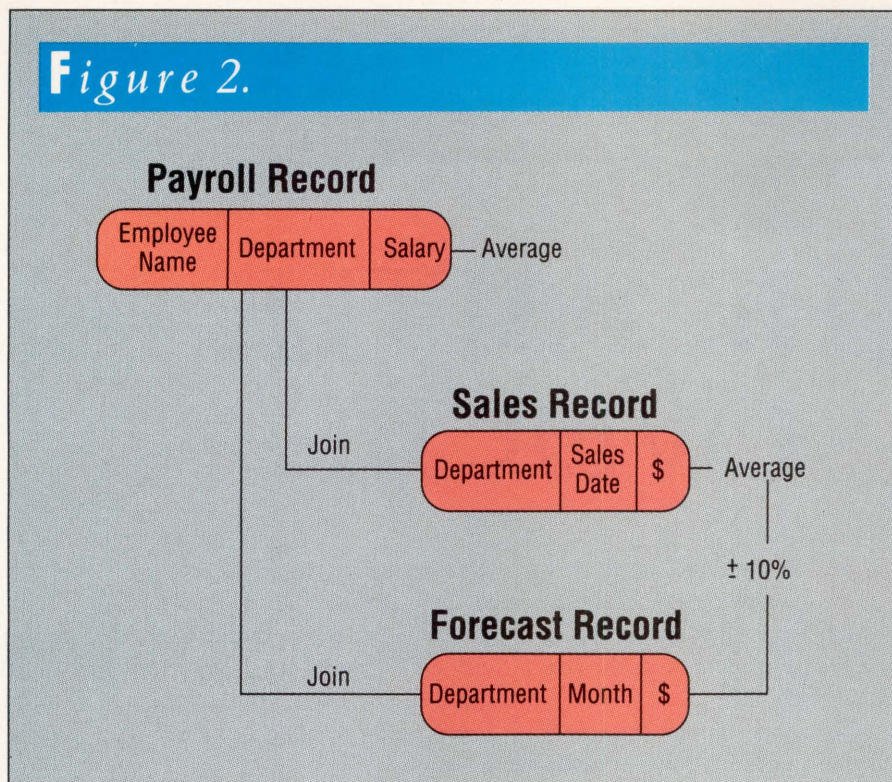 Figure 2.
Payroll Record
Employee
Name
Department
Salary
Average
Sales Record
Join
Department
Sales
Date
$
Average
± 10%
Forecast Record
Join
Department
Month
$